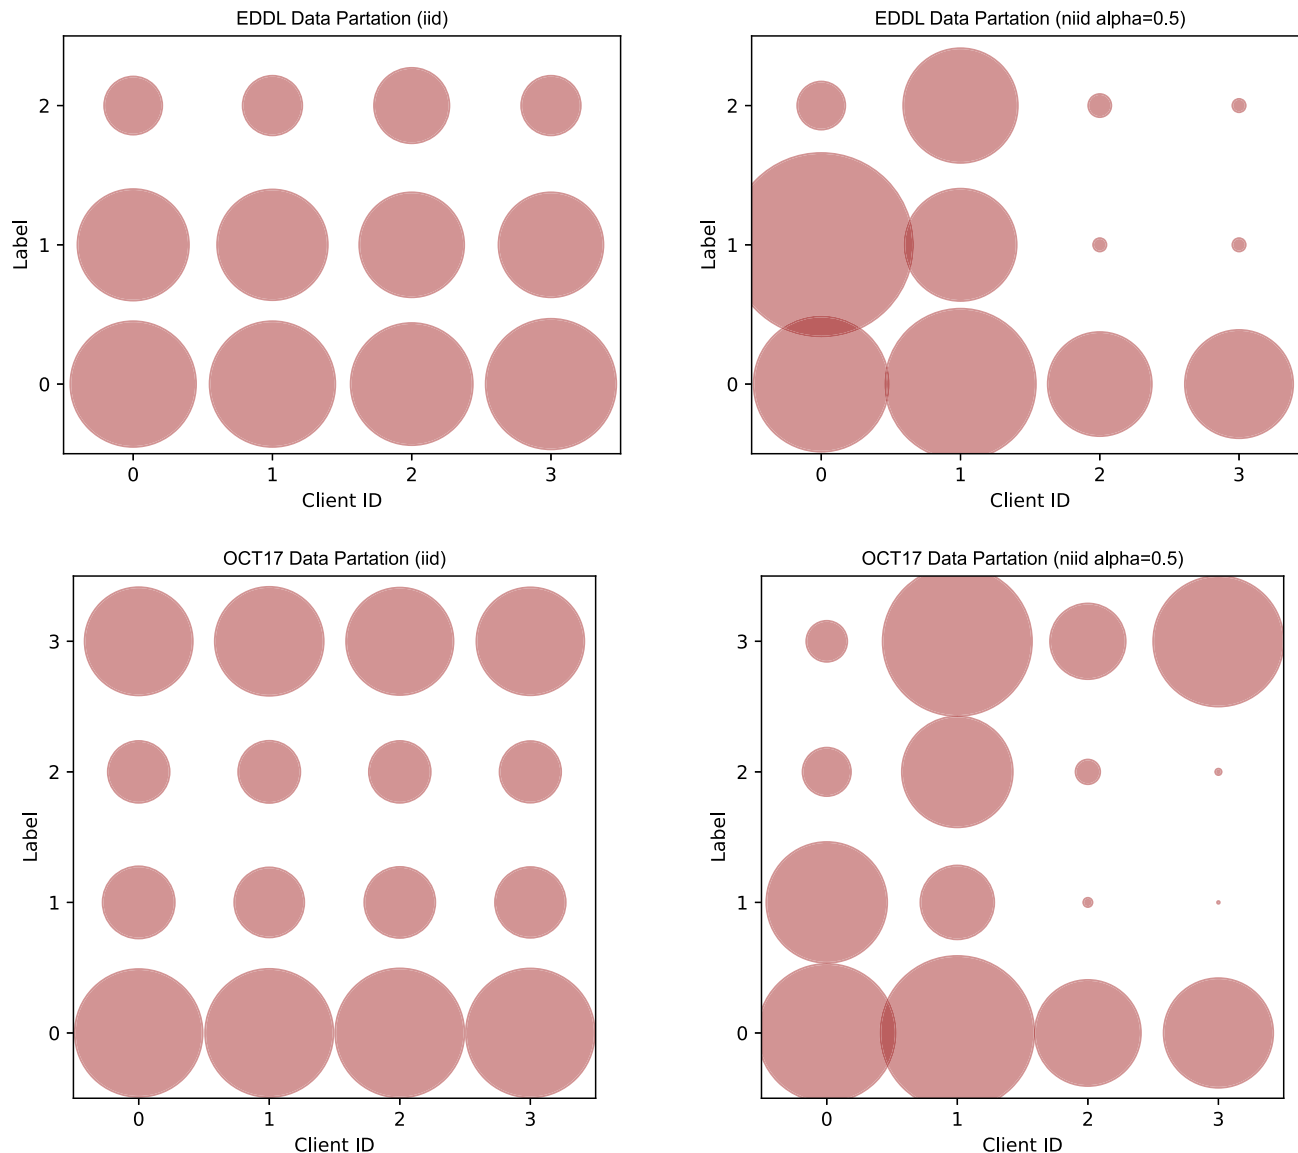 EDDL Data Partation (iid)
2
1
0
Label
0 1 2 3
Client ID
EDDL Data Partation (niid alpha=0.5)
2
1
0
Label
0 1 2 3
Client ID
OCT17 Data Partation (iid)
3
2
1
0
Label
0 1 2 3
Client ID
OCT17 Data Partation (niid alpha=0.5)
3
2
1
0
Label
0 1 2 3
Client ID